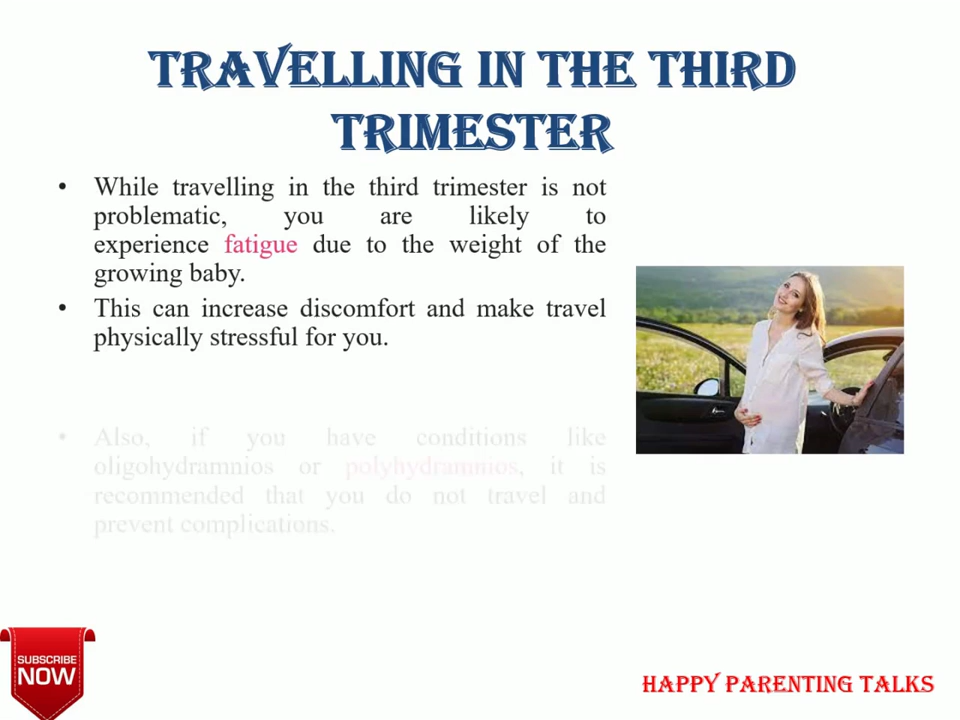 TRAVELLING IN THE THIRD
TRIMESTER
• While travelling in the third trimester is not
problematic, you are likely to
experience fatigue due to the weight of the
growing baby.
• This can increase discomfort and make travel
physically stressful for you.
• Also, if you have conditions like
oligohydramnios or polyhydramnios, it is
recommended that you do not travel and
prevent complications.
SUBSCRIBE
NOW
HAPPY PARENTING TALKS